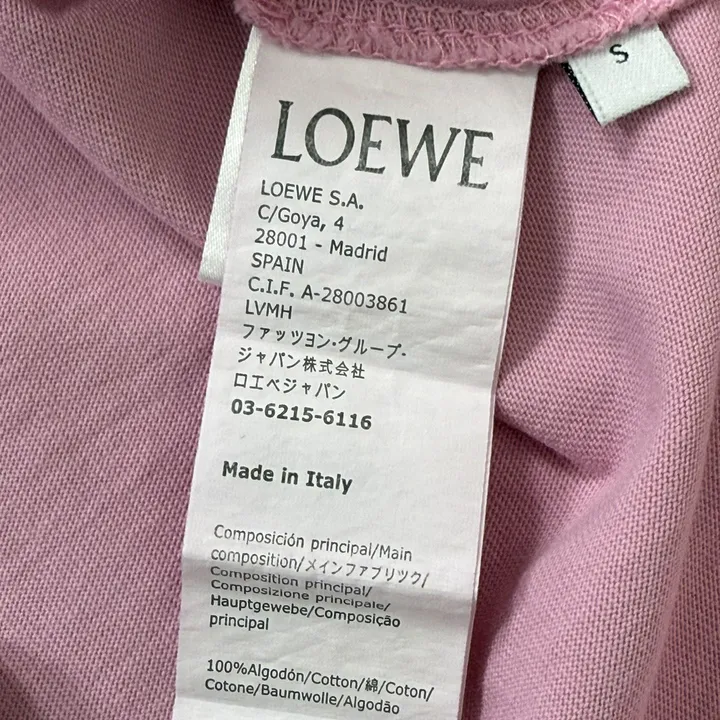 S
LOEWE
LOEWE S.A.
C/Goya, 4
28001 - Madrid
SPAIN
C.I.F. A-28003861
LVMH
ファッツヨン·グループ·
ジャパン株式会社
ロエベジャパン
03-6215-6116
Made in Italy
Composición principal/Main
composition/メインファブリック/
Composition principal/
Composizione principale/
Hauptgewebe/Composição
principal
100%Algodón/Cotton/綿/Coton/
Cotone/Baumwolle/Algodão